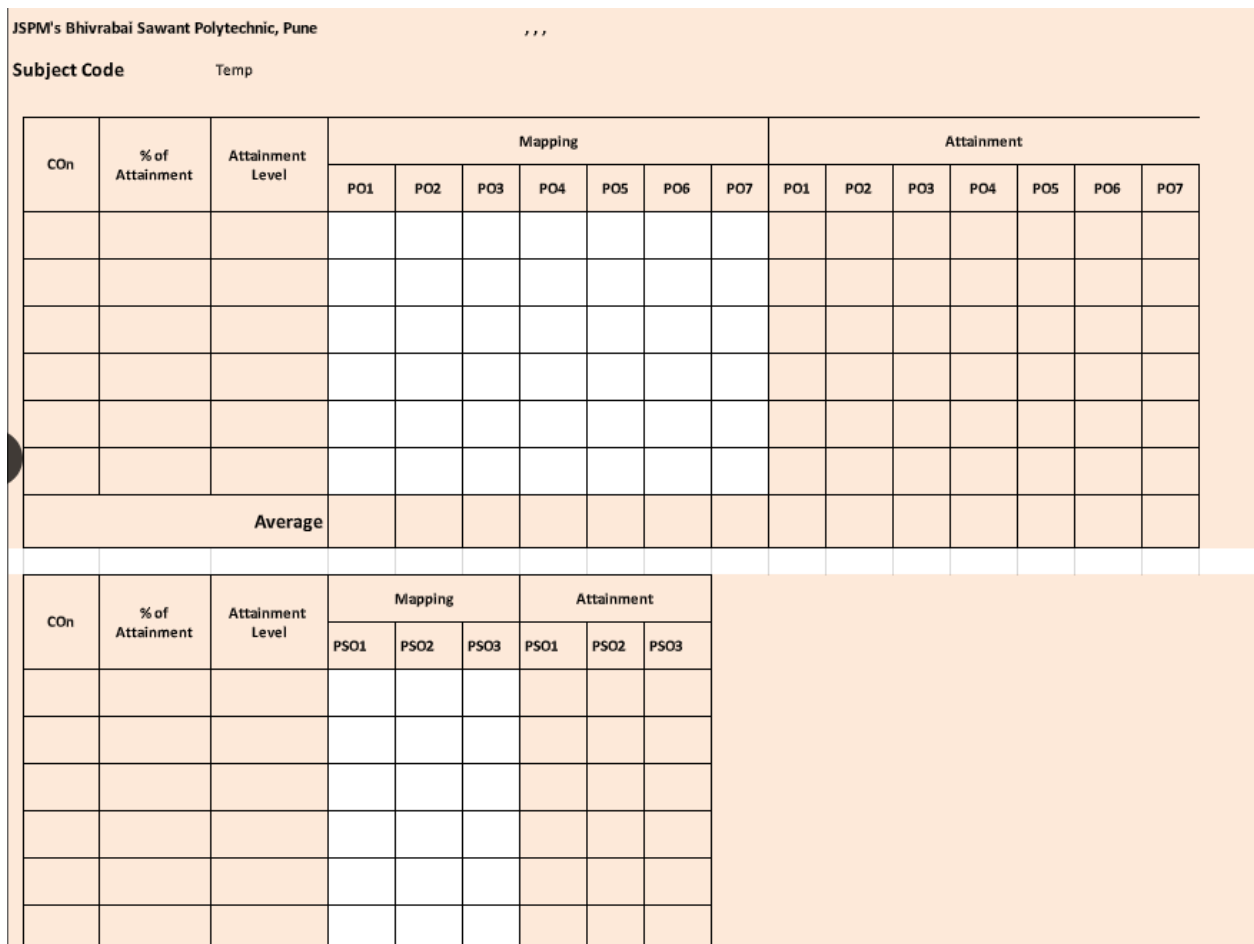 JSPM's Bhivrabai Sawant Polytechnic, Pune , , ,
Subject Code Temp
COn % of Attainment Attainment Level Mapping Attainment
PO1 PO2 PO3 PO4 PO5 PO6 PO7 PO1 PO2 PO3 PO4 PO5 PO6 PO7
Average
COn % of Attainment Attainment Level Mapping Attainment
PSO1 PSO2 PSO3 PSO1 PSO2 PSO3